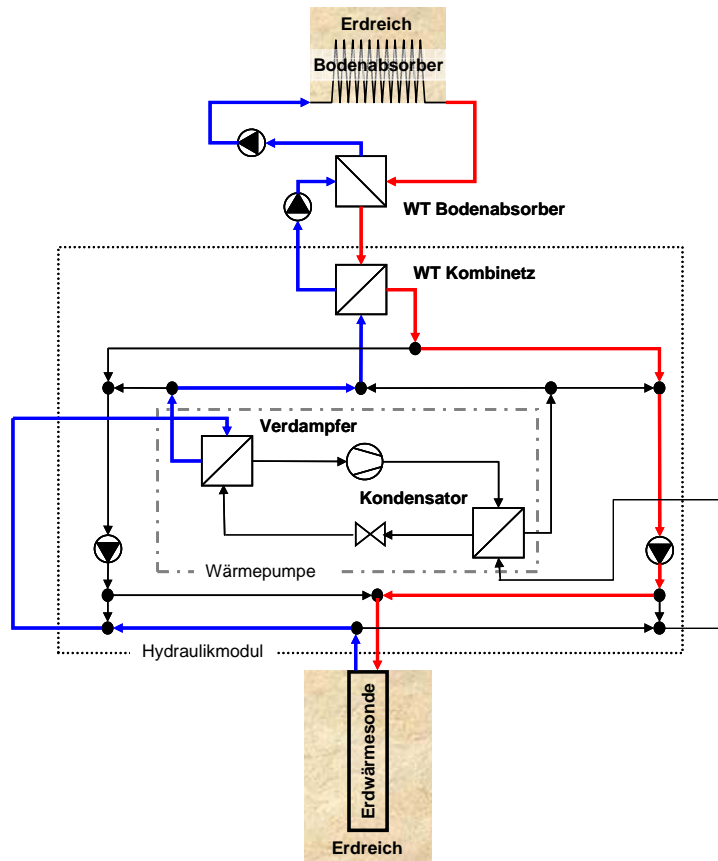 Erdreich
Bodenabsorber
WT Bodenabsorber
WT Kombinetz
Verdampfer
Kondensator
Wärmepumpe
Hydraulikmodul
Erdwärmesonde
Erdreich